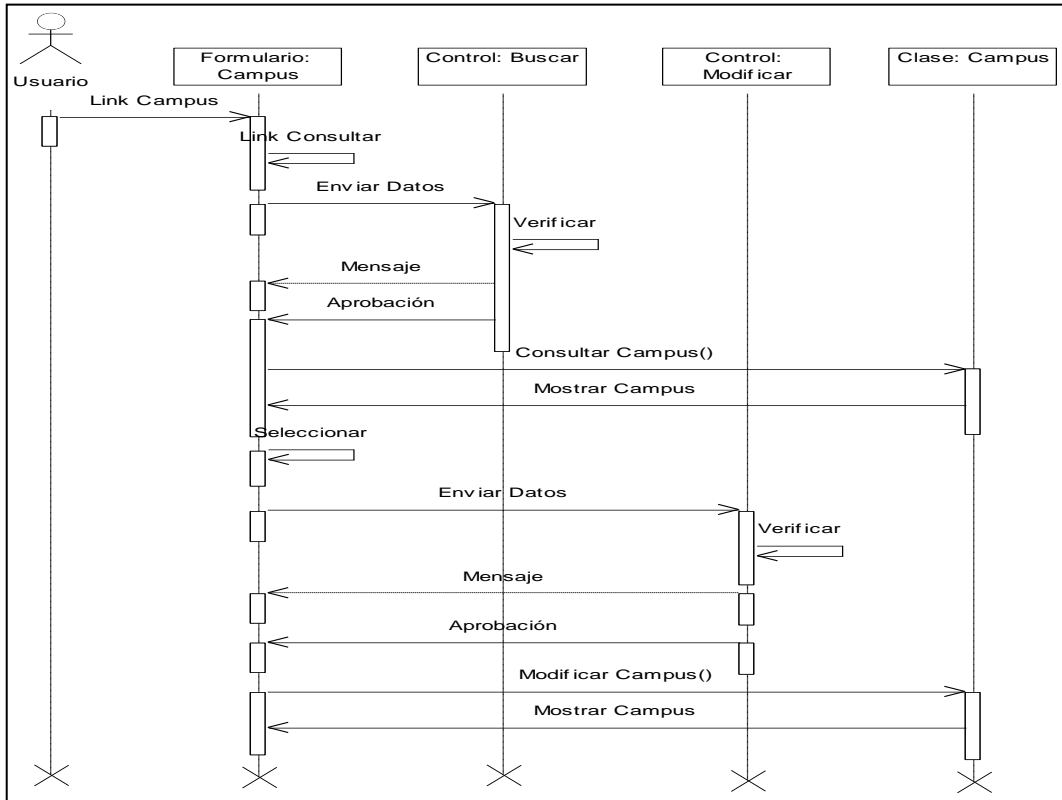 Usuario
Formulario:
Campus
Control: Buscar
Control:
Modificar
Clase: Campus
Link Campus
Link Consultar
Enviar Datos
Verificar
Mensaje
Aprobación
Consultar Campus()
Mostrar Campus
Seleccionar
Enviar Datos
Verificar
Mensaje
Aprobación
Modificar Campus()
Mostrar Campus